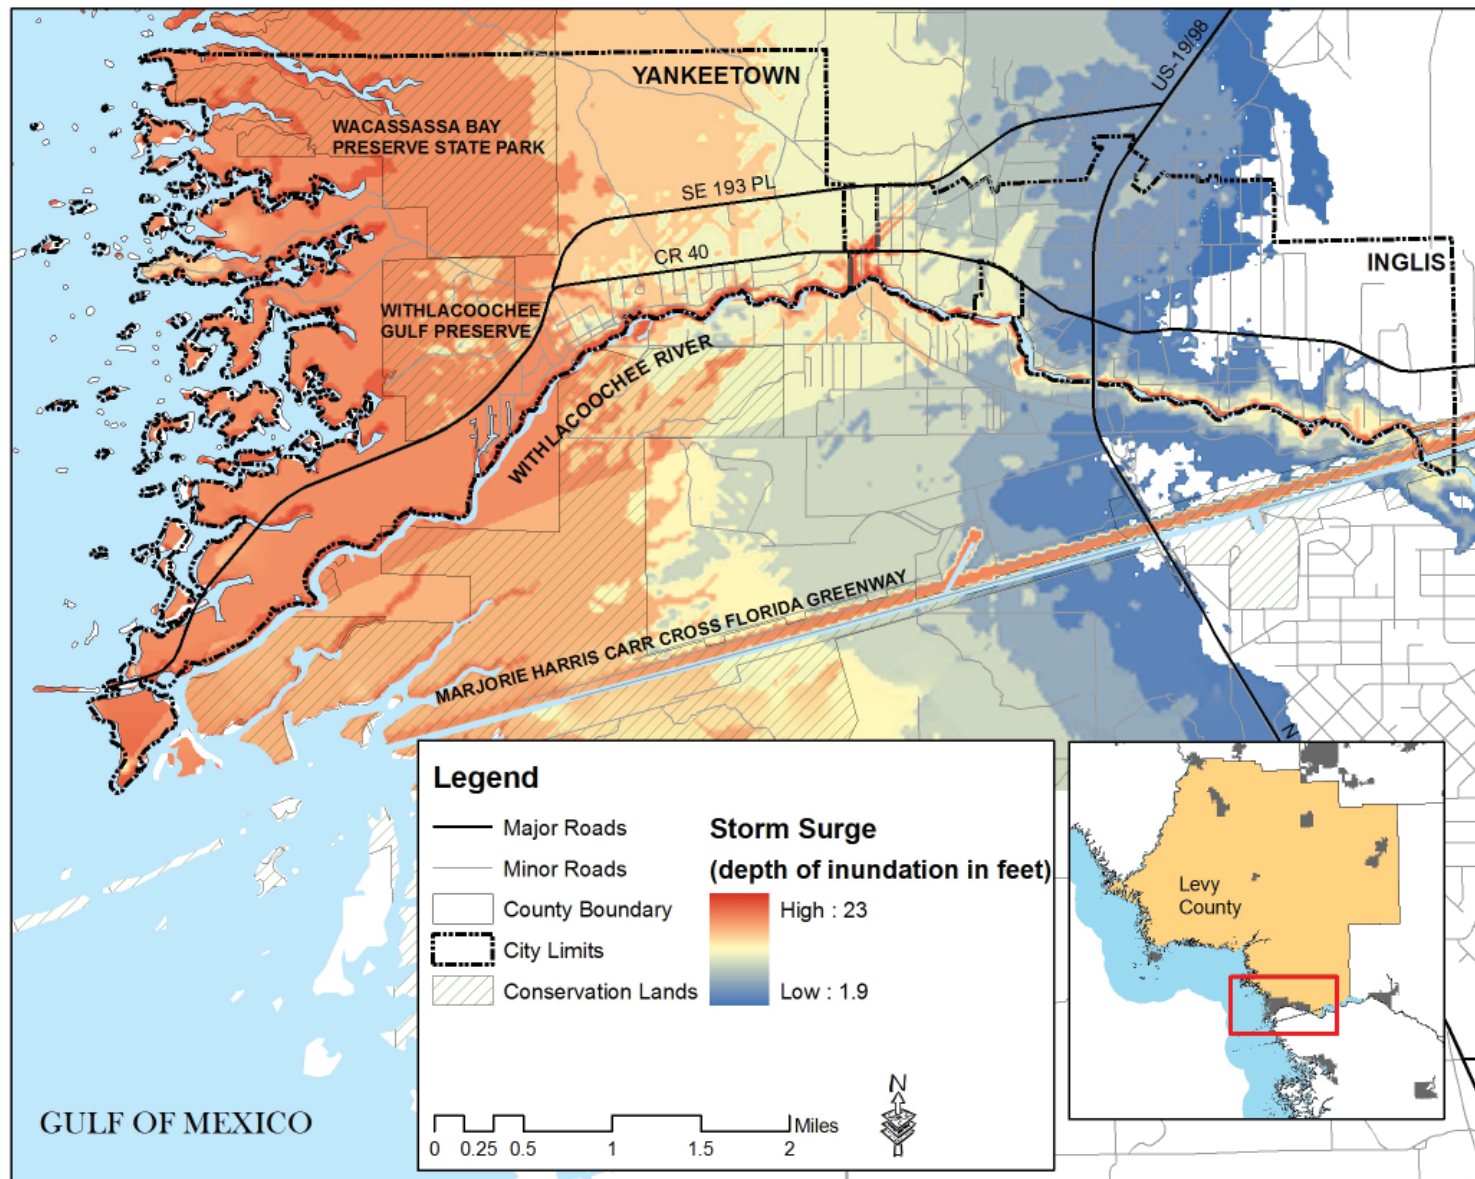 US-19/98
YANKEETOWN
WACASSASSA BAY
PRESERVE STATE PARK
SE 193 PL
CR 40
INGLIS
WITHLACOOCHEE
GULF PRESERVE
WITHLACOOCHEE RIVER
MARJORIE HARRIS CARR CROSS FLORIDA GREENWAY
N
Legend
Major Roads
Minor Roads
County Boundary
City Limits
Conservation Lands
Storm Surge
(depth of inundation in feet)
High : 23
Low : 1.9
Levy
County
N
0 0.25 0.5 1 1.5 2 Miles
GULF OF MEXICO